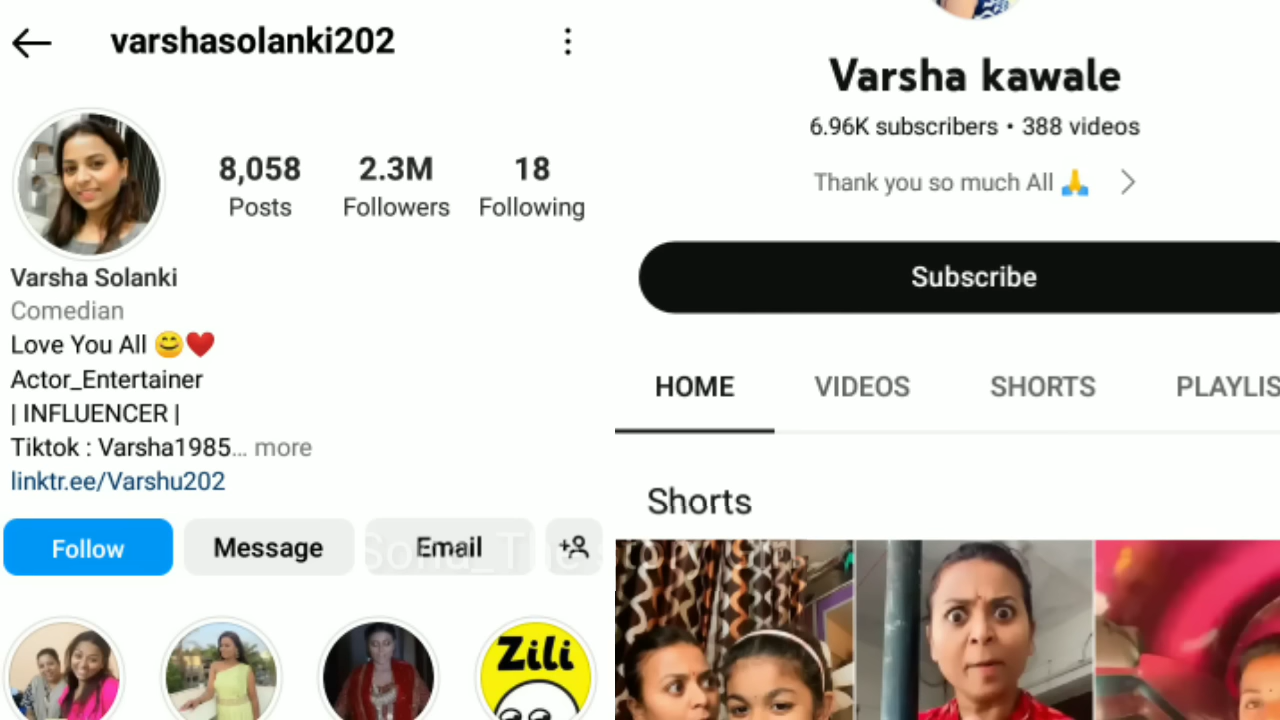 varshasolanki202
8,058
2.3M
18
Posts
Followers
Following
Varsha Solanki
Comedian
Love You All 😊❤️
Actor_Entertainer
| INFLUENCER |
Tiktok : Varsha1985... more
linktr.ee/Varshu202
Follow
Message
Email
Zili
Varsha kawale
6.96K subscribers • 388 videos
Thank you so much All 🙏
Subscribe
HOME
VIDEOS
SHORTS
PLAYLIS
Shorts